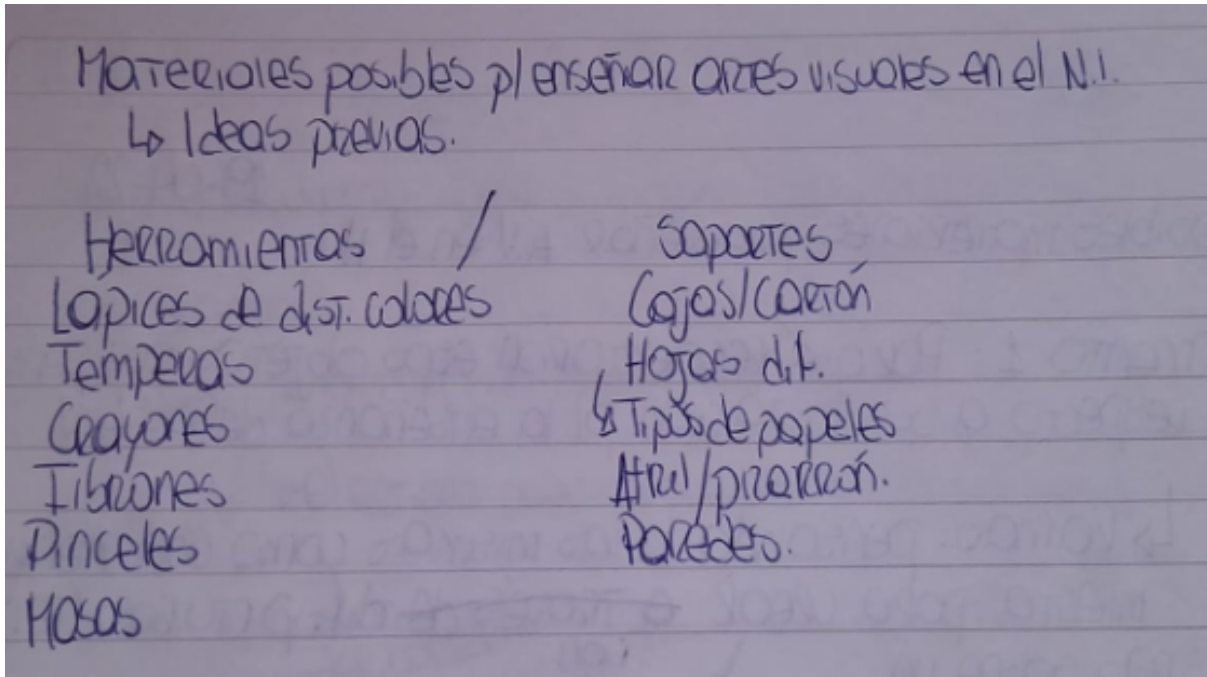 Materiales posibles p/ enseñar artes visuales en el N.I.
↳ Ideas previas.
Herramientas / Soportes
Lápices de dist. colores Cajas/cartón
Temperas Hojas d.t.
Crayones ↳ Tipos de papeles
Fibrones Atril/pizarrón.
Pinceles Paredes.
Masas